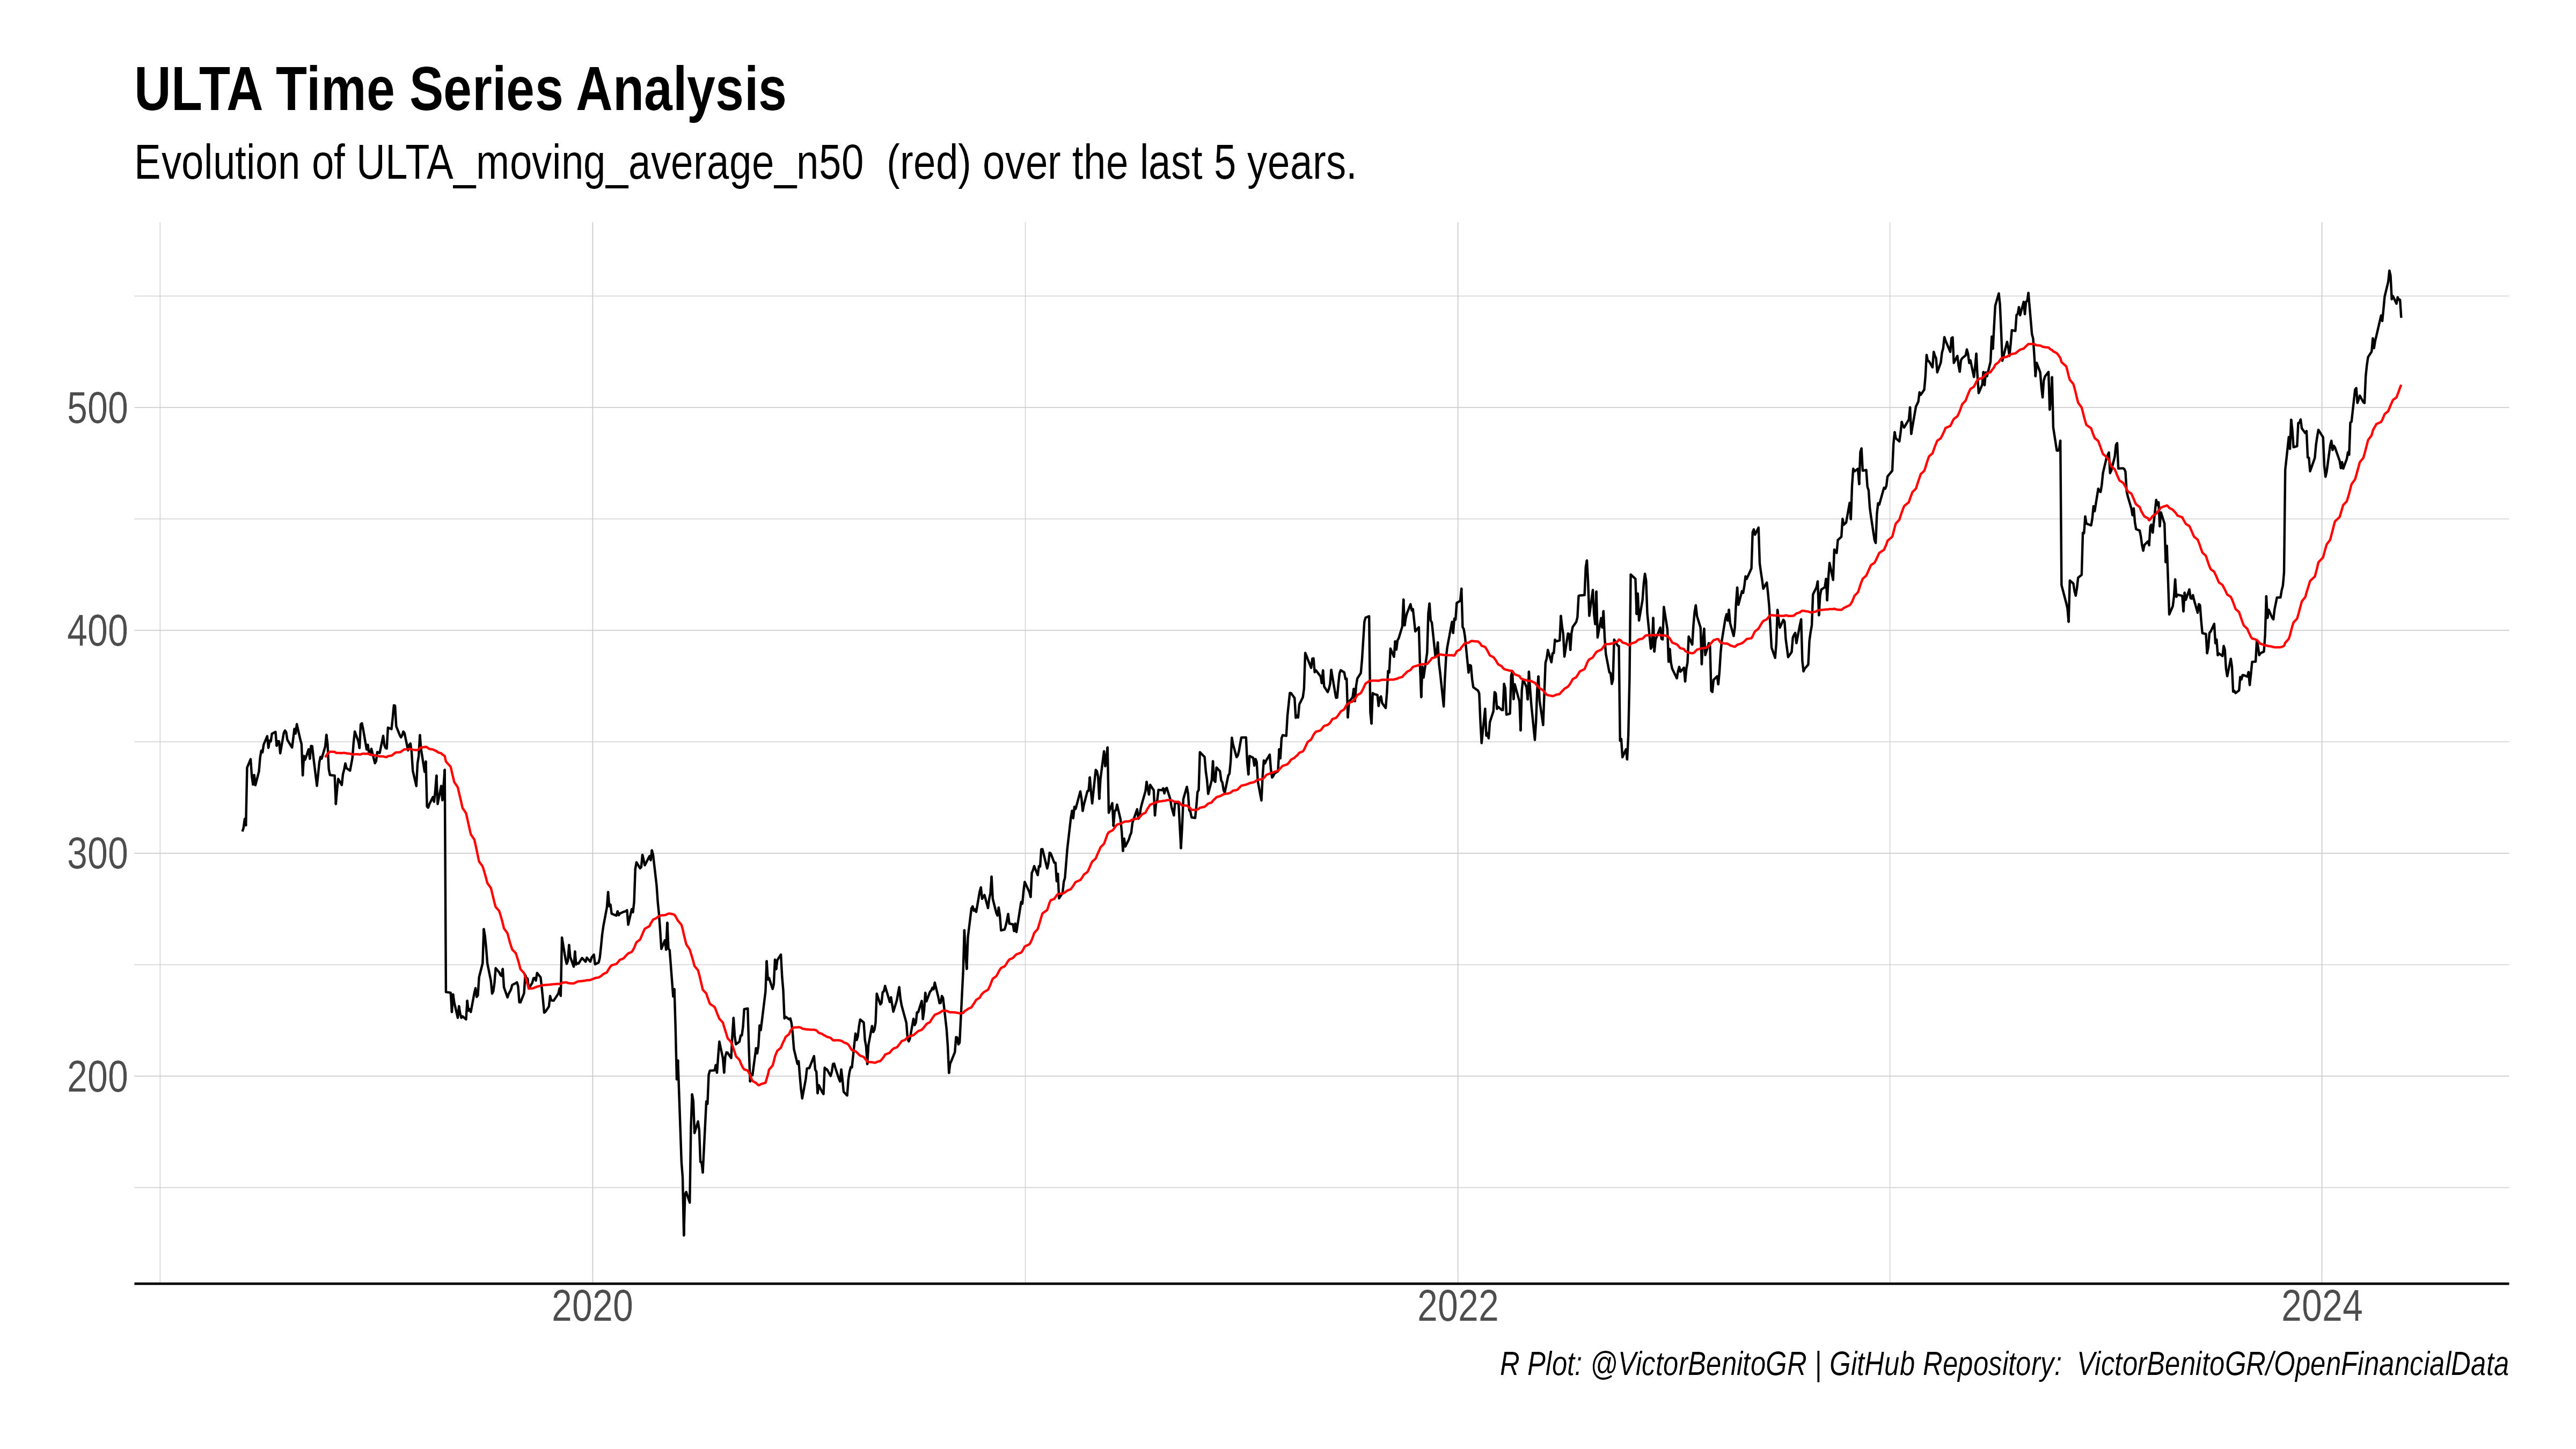 ULTA Time Series Analysis
Evolution of ULTA_moving_average_n50  (red) over the last 5 years.
500
400
300
200
2020 2022 2024
R Plot: @VictorBenitoGR | GitHub Repository:  VictorBenitoGR/OpenFinancialData